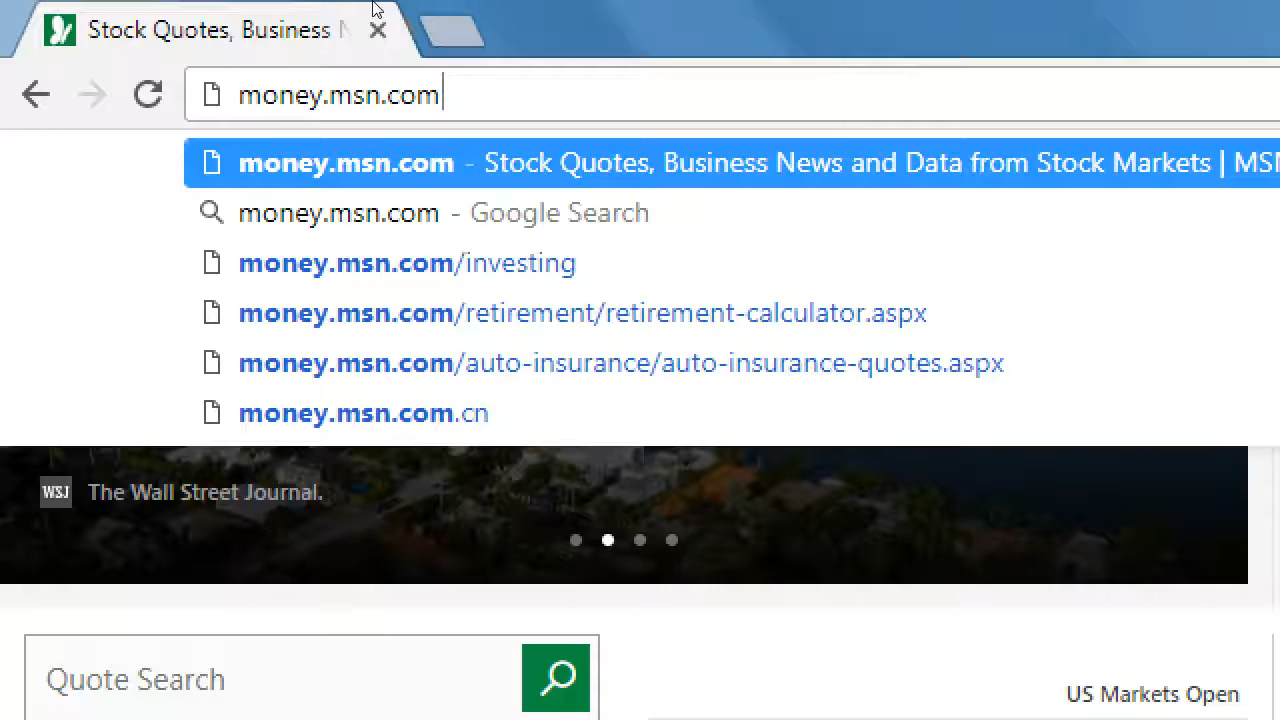 Stock Quotes, Business
money.msn.com
money.msn.com - Stock Quotes, Business News and Data from Stock Markets | MSN
money.msn.com - Google Search
money.msn.com/investing
money.msn.com/retirement/retirement-calculator.aspx
money.msn.com/auto-insurance/auto-insurance-quotes.aspx
money.msn.com.cn
WSJ The Wall Street Journal.
Quote Search
US Markets Open